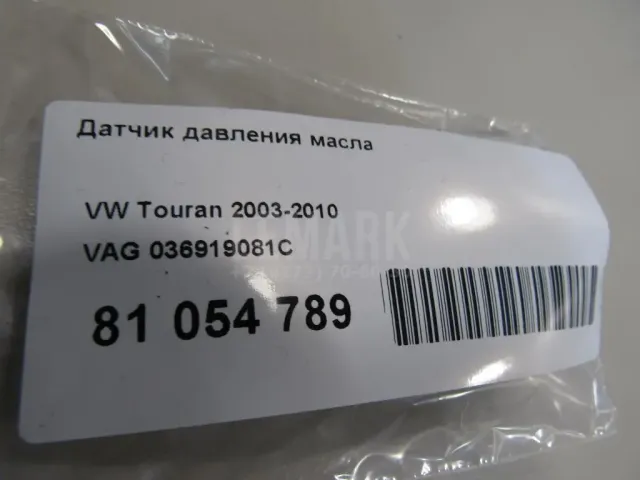 Датчик давления масла
VW Touran 2003-2010
VAG 036919081C
81 054 789